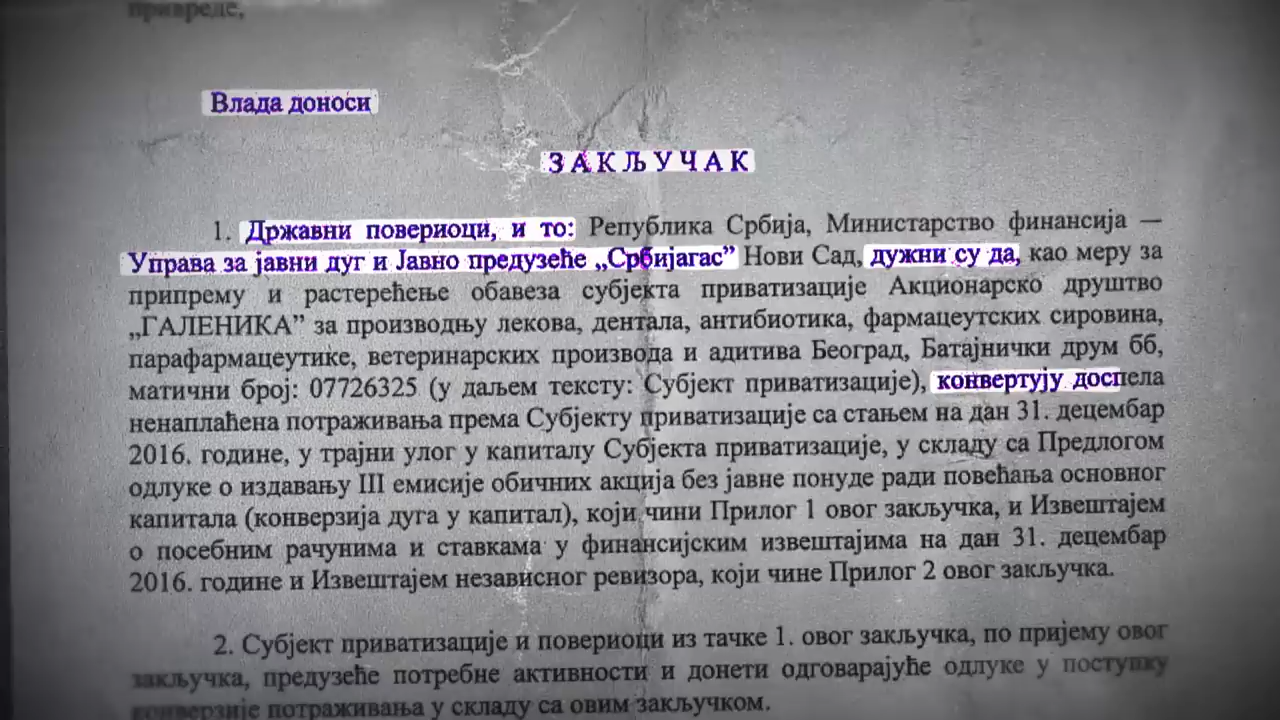 привреде,
Влада доноси
ЗАКЉУЧАК
1. Државни повериоци, и то: Република Србија, Министарство финансија —
Управа за јавни дуг и Јавно предузеће „Србијагас” Нови Сад, дужни су да, као меру за
припрему и растерећење обавеза субјекта приватизације Акционарско друштво
„ГАЛЕНИКА” за производњу лекова, дентала, антибиотика, фармацеутских сировина,
парафармацеутике, ветеринарских производа и адитива Београд, Батајнички друм бб,
матични број: 07726325 (у даљем тексту: Субјект приватизације), конвертују доспела
ненаплаћена потраживања према Субјекту приватизације са стањем на дан 31. децембар
2016. године, у трајни улог у капиталу Субјекта приватизације, у складу са Предлогом
одлуке о издавању III емисије обичних акција без јавне понуде ради повећања основног
капитала (конверзија дуга у капитал), који чини Прилог 1 овог закључка, и Извештајем
о посебним рачунима и ставкама у финансијским извештајима на дан 31. децембар
2016. године и Извештајем независног ревизора, који чине Прилог 2 овог закључка.
2. Субјект приватизације и повериоци из тачке 1. овог закључка, по пријему овог
закључка, предузеће потребне активности и донети одговарајуће одлуке у поступку
конверзије потраживања у складу са овим закључком.